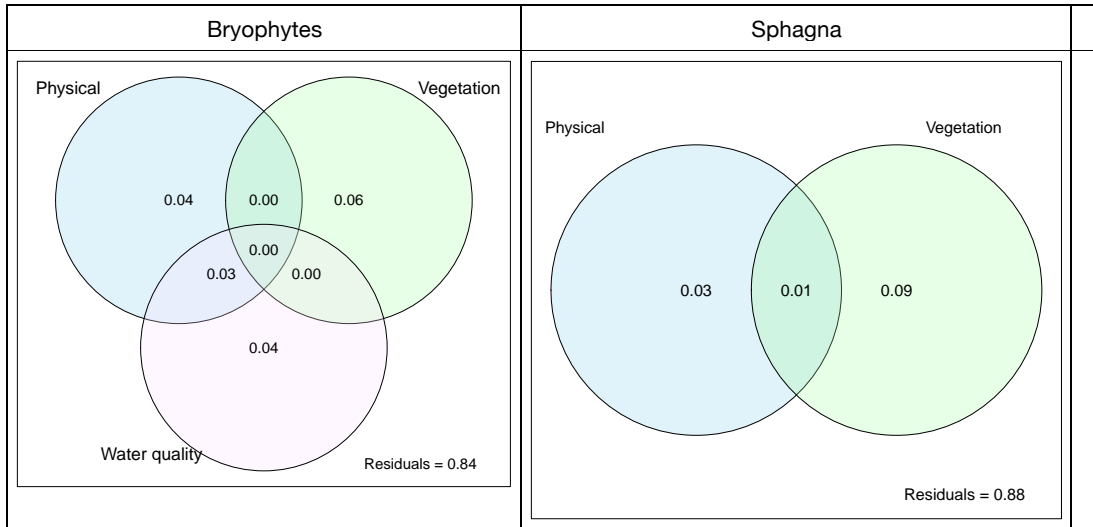 Bryophytes
Physical
Vegetation
0.04
0.00
0.06
0.00
0.03
0.00
0.04
Water quality
Residuals = 0.84
Sphagna
Physical
Vegetation
0.03
0.01
0.09
Residuals = 0.88